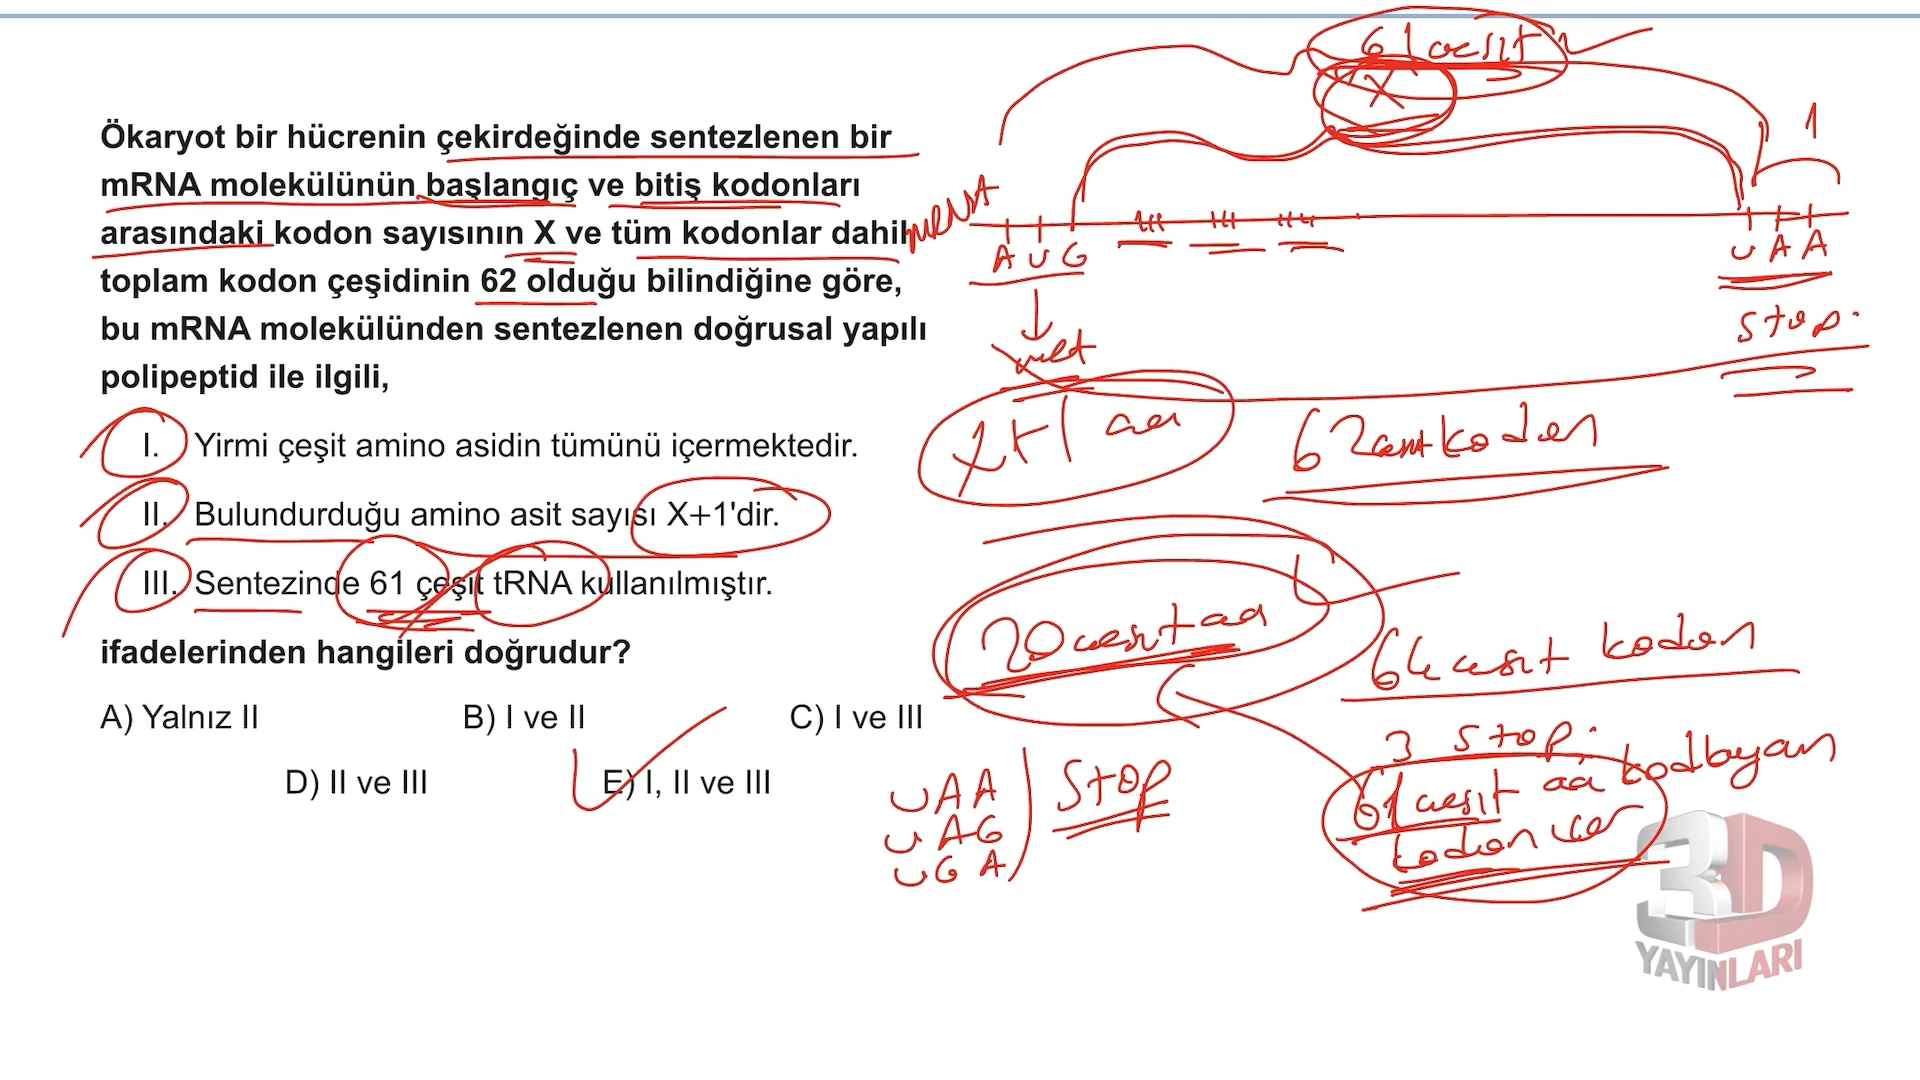 Ökaryot bir hücrenin çekirdeğinde sentezlenen bir
mRNA molekülünün başlangıç ve bitiş kodonları
arasındaki kodon sayısının X ve tüm kodonlar dahil
toplam kodon çeşidinin 62 olduğu bilindiğine göre,
bu mRNA molekülünden sentezlenen doğrusal yapılı
polipeptid ile ilgili,
I. Yirmi çeşit amino asidin tümünü içermektedir.
II. Bulundurduğu amino asit sayısı X+1'dir.
III. Sentezinde 61 çeşit tRNA kullanılmıştır.
ifadelerinden hangileri doğrudur?
A) Yalnız II B) I ve II C) I ve III
D) II ve III E) I, II ve III
61 çeşit
X
1
mRNA
A U G
U A A
met
stop.
X+1 aa
62 kodon
20 çeşit aa
64 çeşit kodon
3 stop.
61 çeşit aa kodlayan
kodon
UAA
UAG
UGA
Stop
3D
YAYINLARI